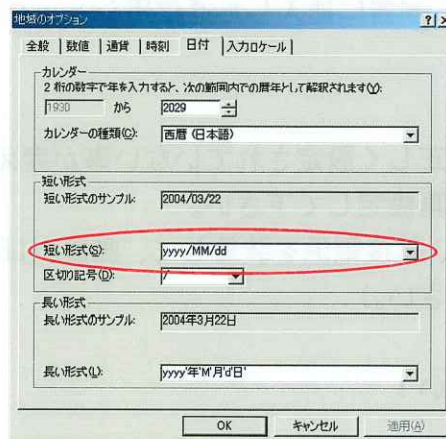 地域のオプション
全般 数値 通貨 時刻 日付 入力ロケール
カレンダー
2 桁の数字で年を入力すると、次の範囲内での暦年として解釈されます(Y):
1930 から 2029
カレンダーの種類(C): 西暦 (日本語)
短い形式
短い形式のサンプル: 2004/03/22
短い形式(S): yyyy/MM/dd
区切り記号(D): /
長い形式
長い形式のサンプル: 2004年3月22日
長い形式(L): yyyy'年'M'月'd'日'
OK キャンセル 適用(A)